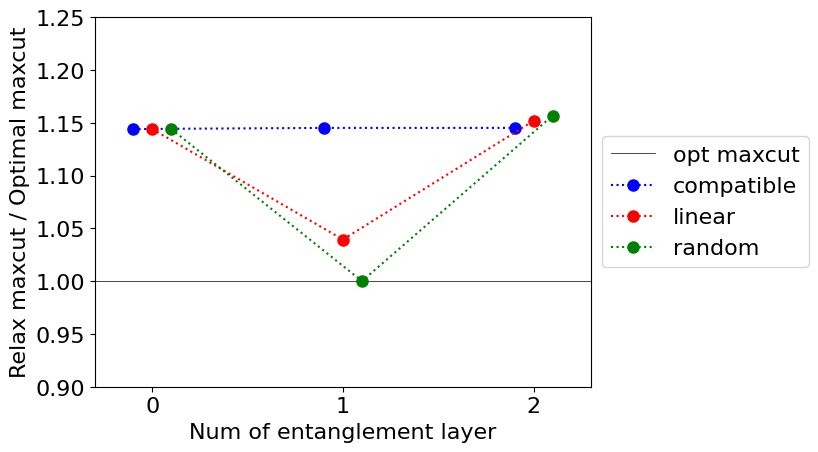 Relax maxcut / Optimal maxcut
1.25
1.20
1.15
1.10
1.05
1.00
0.95
0.90
0
1
2
Num of entanglement layer
opt maxcut
compatible
linear
random